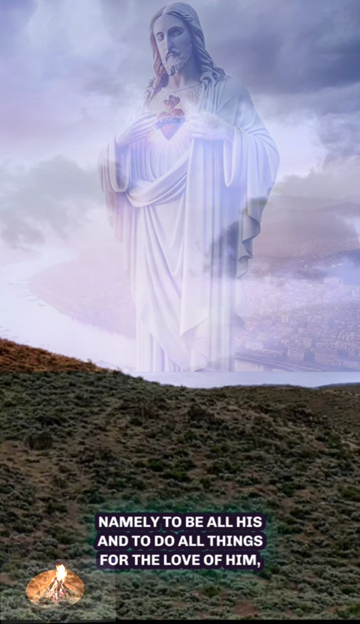 NAMELY TO BE ALL HIS
AND TO DO ALL THINGS
FOR THE LOVE OF HIM,